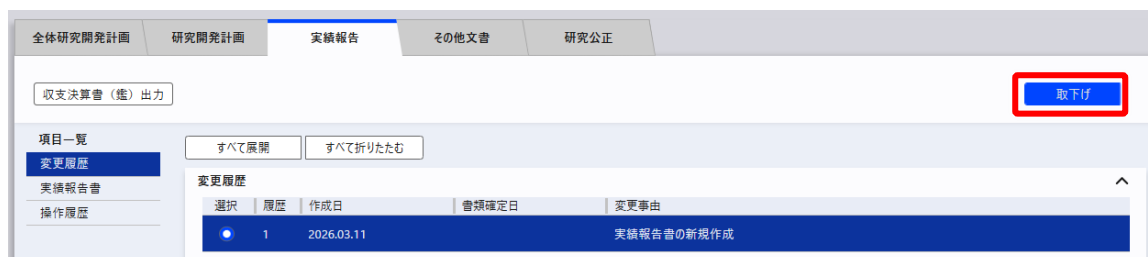 全体研究開発計画 研究開発計画 実績報告 その他文書 研究公正
収支決算書（鑑）出力 取下げ
項目一覧
変更履歴
実績報告書
操作履歴
すべて展開 すべて折りたたむ
変更履歴
選択 履歴 作成日 書類確定日 変更事由
1 2026.03.11 実績報告書の新規作成